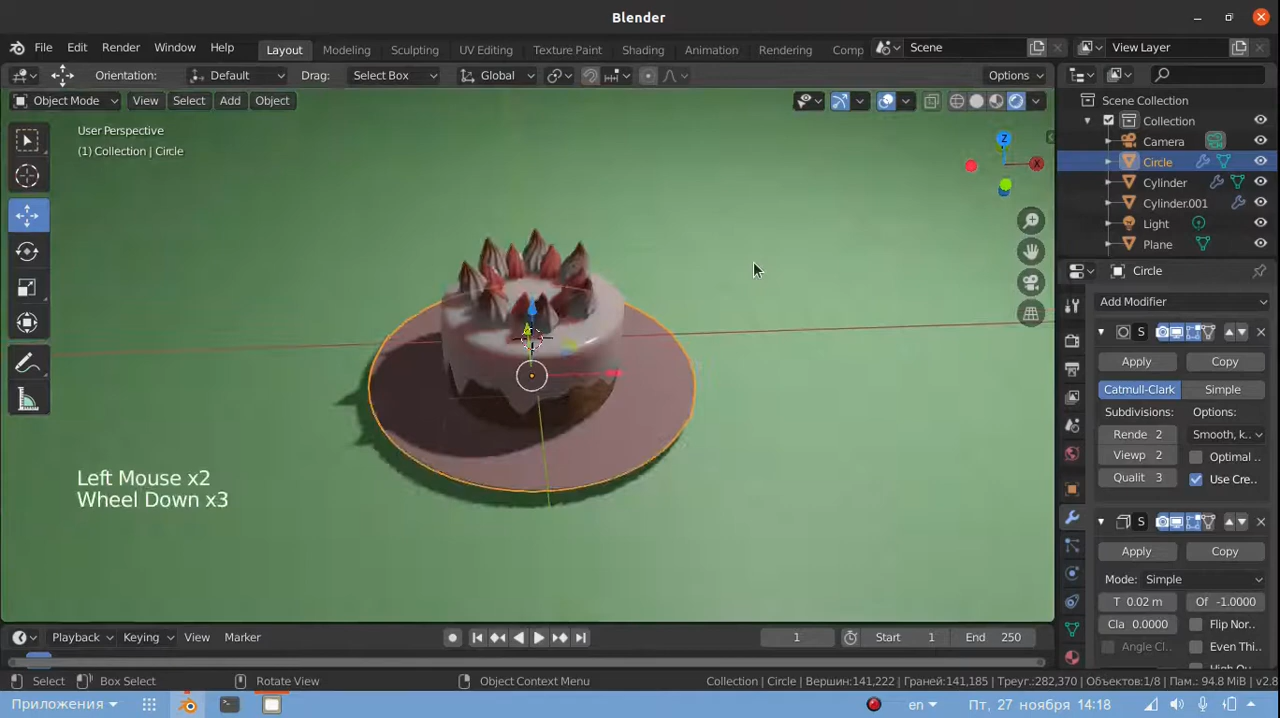 Blender
File Edit Render Window Help Layout Modeling Sculpting UV Editing Texture Paint Shading Animation Rendering Comp Scene View Layer
Orientation: Default Drag: Select Box Global Options
Object Mode View Select Add Object
User Perspective
(1) Collection | Circle
Z
X
Left Mouse x2
Wheel Down x3
Scene Collection
Collection
Camera
Circle
Cylinder
Cylinder.001
Light
Plane
Circle
Add Modifier
S
Apply Copy
Catmull-Clark Simple
Subdivisions: Options:
Rende 2 Smooth, k...
Viewp 2 Optimal ..
Qualit 3 Use Cre..
S
Apply Copy
Mode: Simple
T 0.02 m Of -1.0000
Cla 0.0000 Flip Nor..
Angle Cl.. Even Thi..
Playback Keying View Marker 1 Start 1 End 250
Select Box Select Rotate View Object Context Menu Collection | Circle | Вершин:141,222 | Граней:141,185 | Треуг.:282,370 | Объектов:1/8 | Пам.: 94.8 MiB | v2.8
Приложения en Пт, 27 ноября 14:18